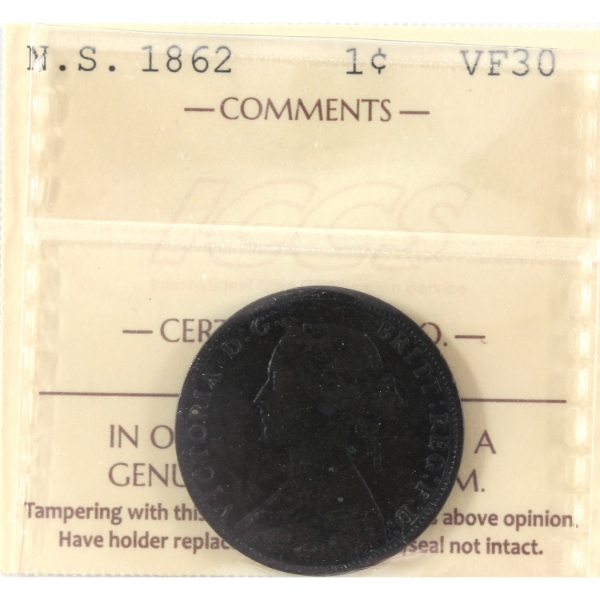 N.S. 1862 1¢ VF30
— COMMENTS —
ICCS
— CERT O. —
VICTORIA D:G: BRITT:REG:F:D:
IN O A
GENU M.
Tampering with this above opinion.
Have holder replac /seal not intact.